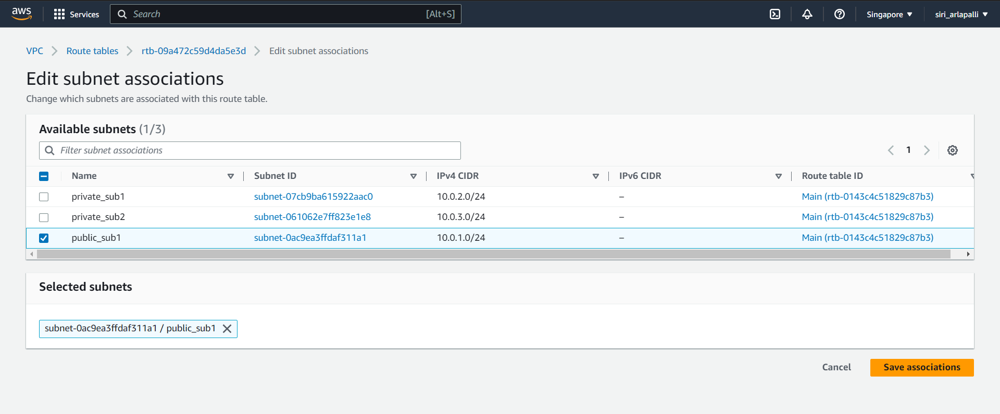 aws Services Search [Alt+S] Singapore siri_arlapalli
VPC Route tables rtb-09a472c59d4da5e3d Edit subnet associations
Edit subnet associations
Change which subnets are associated with this route table.
Available subnets (1/3)
Filter subnet associations 1
Name Subnet ID IPv4 CIDR IPv6 CIDR Route table ID
private_sub1 subnet-07cb9ba615922aac0 10.0.2.0/24 – Main (rtb-0143c4c51829c87b3)
private_sub2 subnet-061062e7ff823e1e8 10.0.3.0/24 – Main (rtb-0143c4c51829c87b3)
public_sub1 subnet-0ac9ea3ffdaf311a1 10.0.1.0/24 – Main (rtb-0143c4c51829c87b3)
Selected subnets
subnet-0ac9ea3ffdaf311a1 / public_sub1
Cancel Save associations